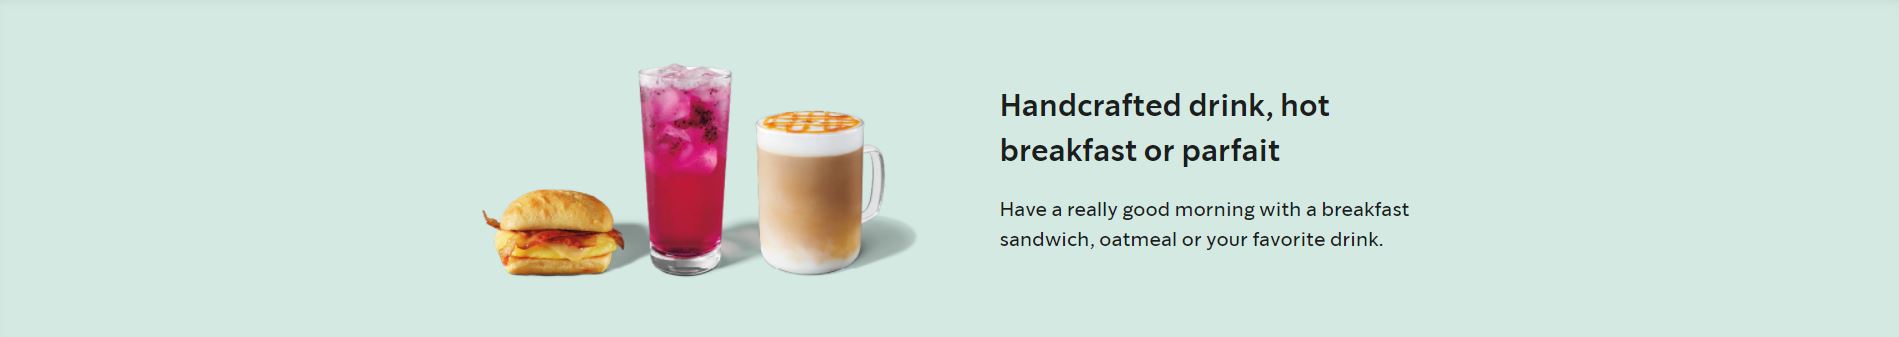 Handcrafted drink, hot
breakfast or parfait
Have a really good morning with a breakfast
sandwich, oatmeal or your favorite drink.